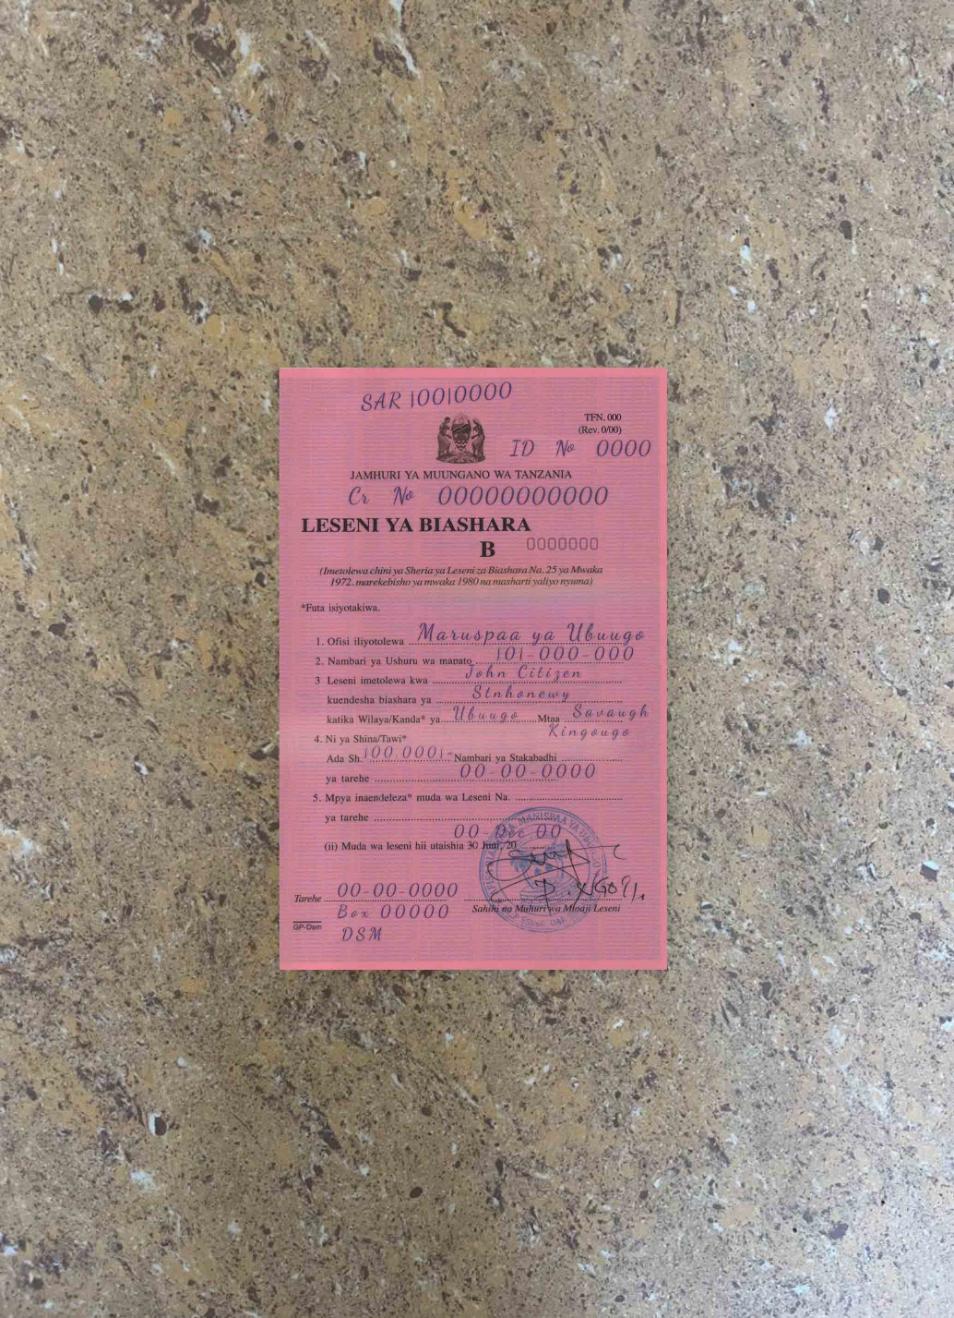 SAR 10010000
TFN. 000
(Rev. 0/00)
ID No 0000
JAMHURI YA MUUNGANO WA TANZANIA
Cr No 00000000000
LESENI YA BIASHARA
B 0000000
(Imetolewa chini ya Sheria ya Leseni za Biashara Na. 25 ya Mwaka
1972. marekebisho ya mwaka 1980 na masharti yaliyo nyuma)
*Futa isiyotakiwa.
1. Ofisi iliyotolewa Maruspaa ya Ubuugo
2. Nambari ya Ushuru wa mapato 101-000-000
3 Leseni imetolewa kwa John Citizen
kuendesha biashara ya Stnhonewy
katika Wilaya/Kanda* ya Ubuugo Mtaa Savaugh
Kingougo
4. Ni ya Shina/Tawi*
Ada Sh. 100.000/= Nambari ya Stakabadhi
ya tarehe 00-00-0000
5. Mpya inaendeleza* muda wa Leseni Na.
ya tarehe
00-Dec 00
(ii) Muda wa leseni hii utaishia 30 Juni, 20
Tarehe 00-00-0000
Sahihi na Muhuri wa Mtoaji Leseni
Box 00000
GP-Dsm
DSM